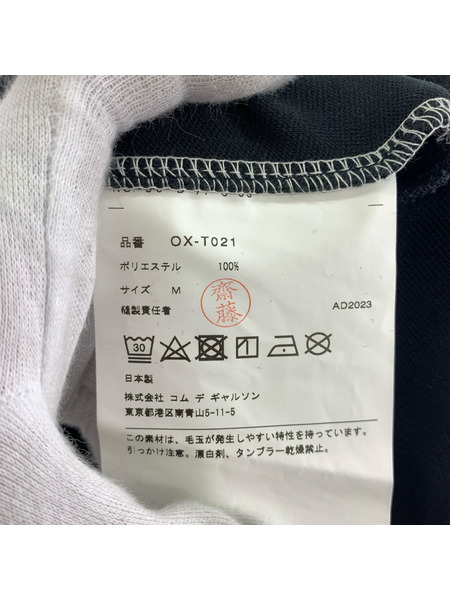 品番 OX-T021
ポリエステル 100%
サイズ M
縫製責任者 齋藤 AD2023
30
日本製
株式会社 コム デ ギャルソン
東京都港区南青山5-11-5
この素材は、毛玉が発生しやすい特性を持っています。
引っかけ注意。漂白剤、タンブラー乾燥禁止。